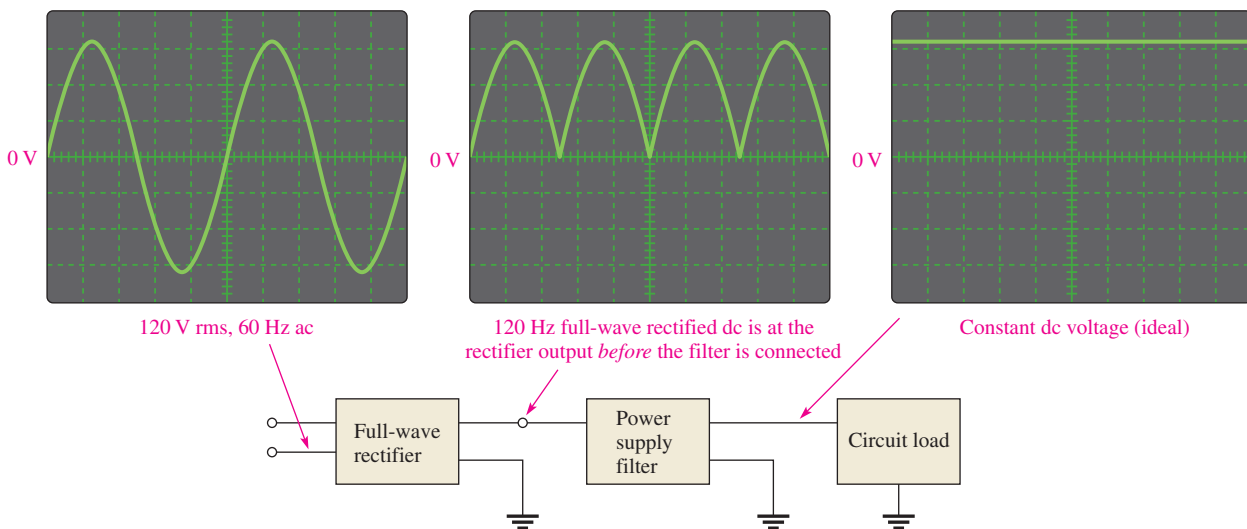 0 V
0 V
0 V
120 V rms, 60 Hz ac
120 Hz full-wave rectified dc is at the
rectifier output before the filter is connected
Constant dc voltage (ideal)
Full-wave
rectifier
Power
supply
filter
Circuit load